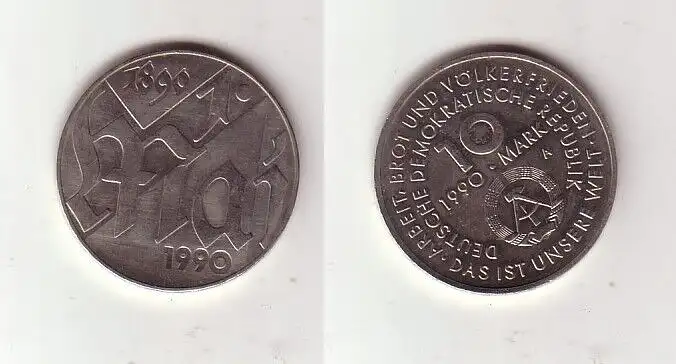 1890
1.
Mai
1990
ARBEIT, BROT UND VÖLKERFRIEDEN - DAS IST UNSERE WELT
DEUTSCHE DEMOKRATISCHE REPUBLIK
10
1990 · MARK
A